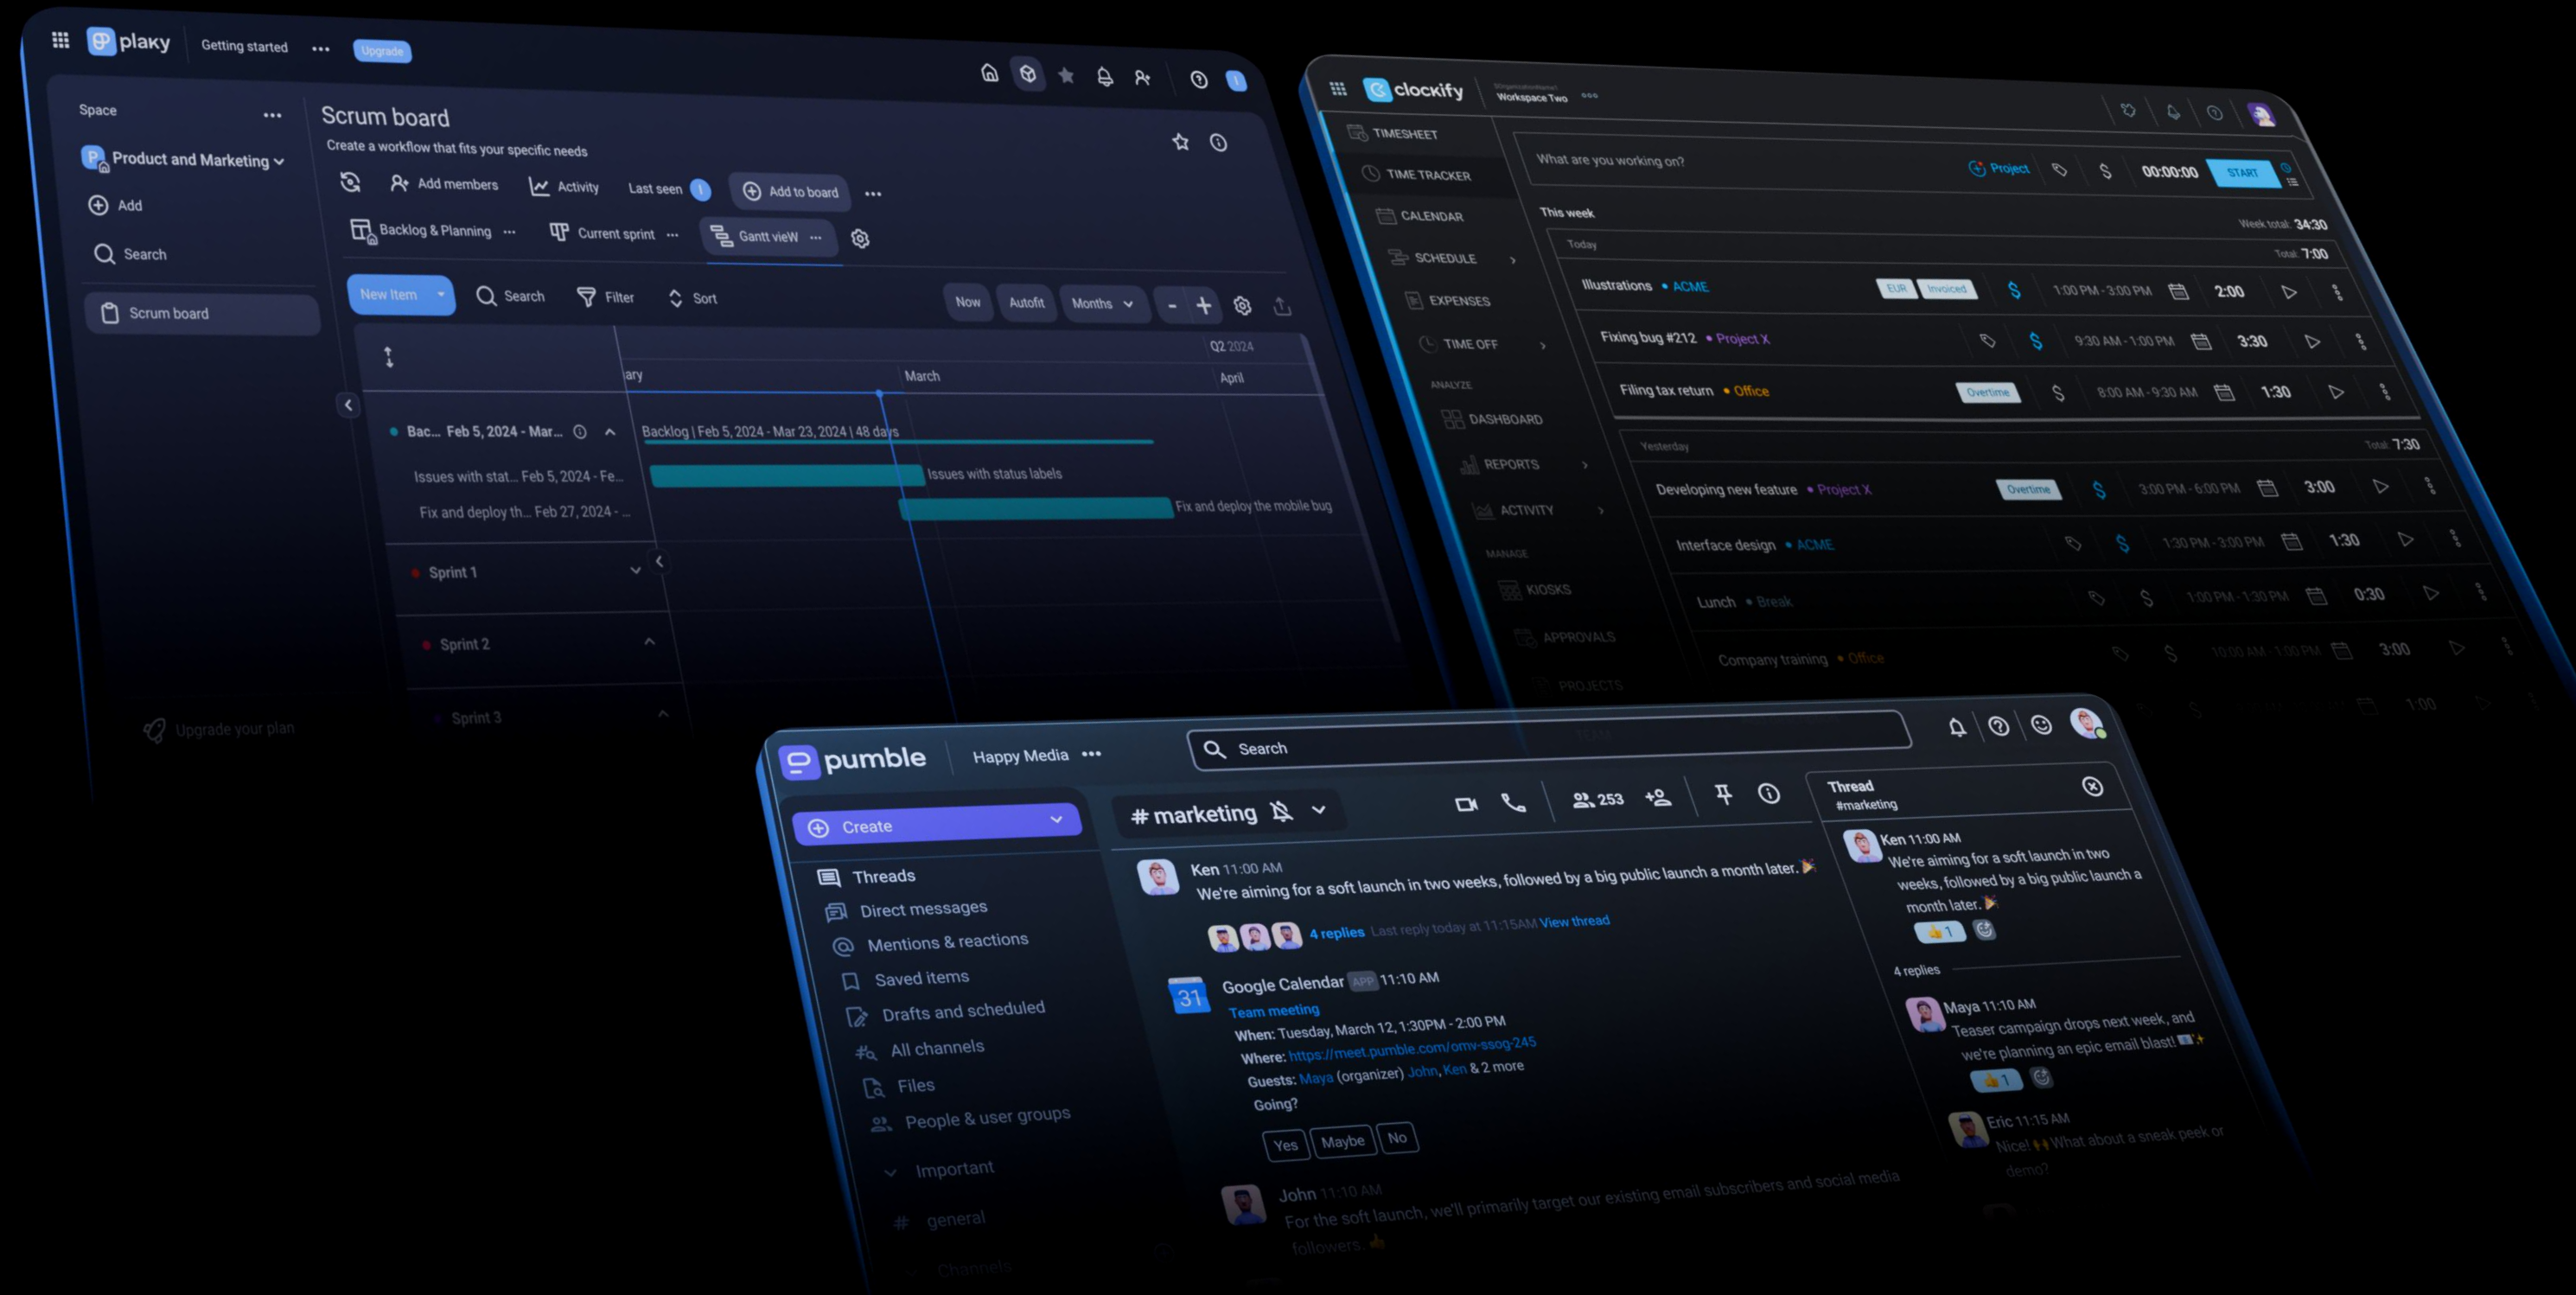 plaky Getting started Upgrade
Space
Product and Marketing
Add
Search
Scrum board
Upgrade your plan
Scrum board
Create a workflow that fits your specific needs
Add members Activity Last seen Add to board
Backlog & Planning Current sprint Gantt vieW
New Item Search Filter Sort Now Autofit Months - +
Q2 2024
ary March April
Bac... Feb 5, 2024 - Mar...
Backlog | Feb 5, 2024 - Mar 23, 2024 | 48 days
Issues with stat... Feb 5, 2024 - Fe...
Issues with status labels
Fix and deploy th... Feb 27, 2024 - ...
Fix and deploy the mobile bug
Sprint 1
Sprint 2
Sprint 3
clockify Workspace Two
TIMESHEET
TIME TRACKER
CALENDAR
SCHEDULE
EXPENSES
TIME OFF
ANALYZE
DASHBOARD
REPORTS
ACTIVITY
MANAGE
KIOSKS
APPROVALS
PROJECTS
TEAM
What are you working on? Project $ 00:00:00 START
This week Week total: 34:30
Today Total: 7:00
Illustrations • ACME EUR Invoiced $ 1:00 PM - 3:00 PM 2:00
Fixing bug #212 • Project X $ 9:30 AM - 1:00 PM 3:30
Filing tax return • Office Overtime $ 8:00 AM - 9:30 AM 1:30
Yesterday Total: 7:30
Developing new feature • Project X Overtime $ 3:00 PM - 6:00 PM 3:00
Interface design • ACME $ 1:30 PM - 3:00 PM 1:30
Lunch • Break $ 1:00 PM - 1:30 PM 0:30
Company training • Office $ 10:00 AM - 1:00 PM 3:00
$ 1:00
pumble Happy Media Search
Create
Threads
Direct messages
Mentions & reactions
Saved items
Drafts and scheduled
All channels
Files
People & user groups
Important
# general
Channels
# marketing 253
Ken 11:00 AM
We're aiming for a soft launch in two weeks, followed by a big public launch a month later. 🎉
4 replies Last reply today at 11:15AM View thread
31 Google Calendar APP 11:10 AM
Team meeting
When: Tuesday, March 12, 1:30PM - 2:00 PM
Where: https://meet.pumble.com/omv-ssog-245
Guests: Maya (organizer) John, Ken & 2 more
Going?
Yes Maybe No
John 11:10 AM
For the soft launch, we'll primarily target our existing email subscribers and social media
followers. 👍
Thread
#marketing
Ken 11:00 AM
We're aiming for a soft launch in two
weeks, followed by a big public launch a
month later. 🎉
👍 1
4 replies
Maya 11:10 AM
Teaser campaign drops next week, and
we're planning an epic email blast! 📧✨
👍 1
Eric 11:15 AM
Nice! 🙌 What about a sneak peek or
demo?